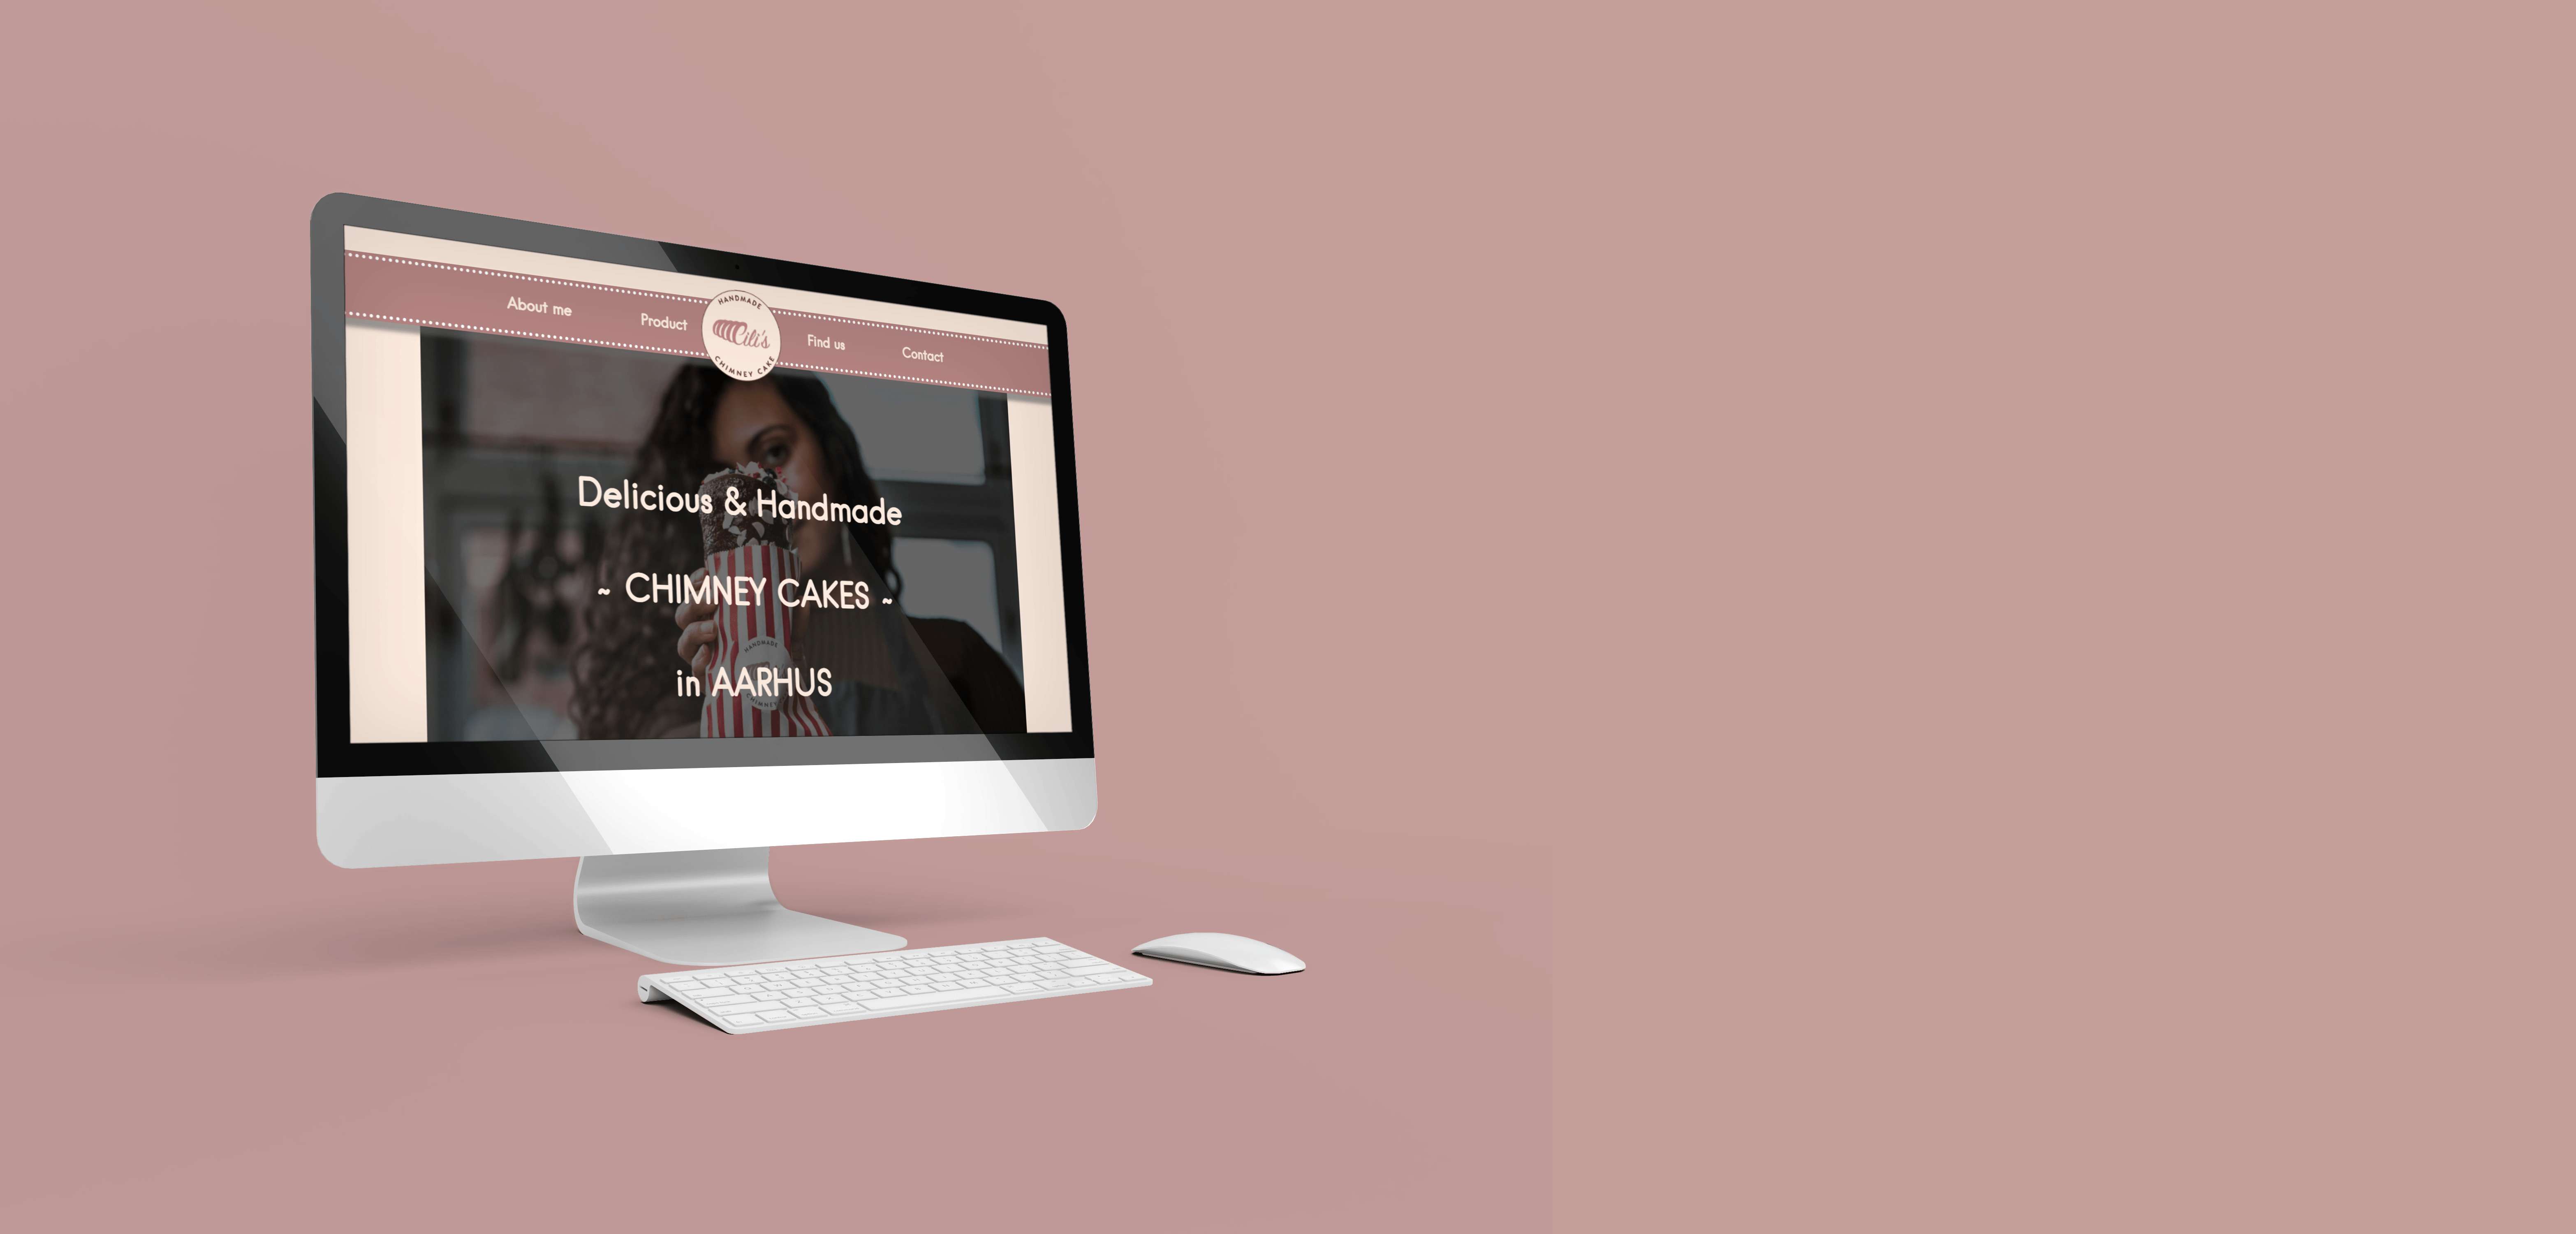 About me
Product
HANDMADE
Cili's
CHIMNEY CAKE
Find us
Contact
Delicious & Handmade
~ CHIMNEY CAKES ~
in AARHUS
HANDMADE
CHIMNEY